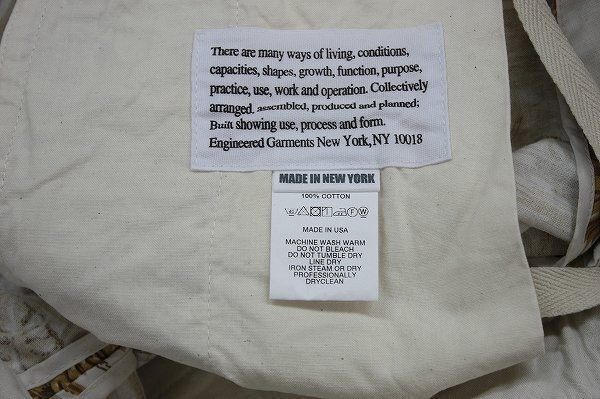 There are many ways of living, conditions,
capacities, shapes, growth, function, purpose,
practice, use, work and operation. Collectively
arranged, assembled, produced and planned;
Built showing use, process and form.
Engineered Garments New York, NY 10018
MADE IN NEW YORK
100% COTTON
MADE IN USA
MACHINE WASH WARM
DO NOT BLEACH
DO NOT TUMBLE DRY
LINE DRY
IRON STEAM OR DRY
PROFESSIONALLY
DRYCLEAN